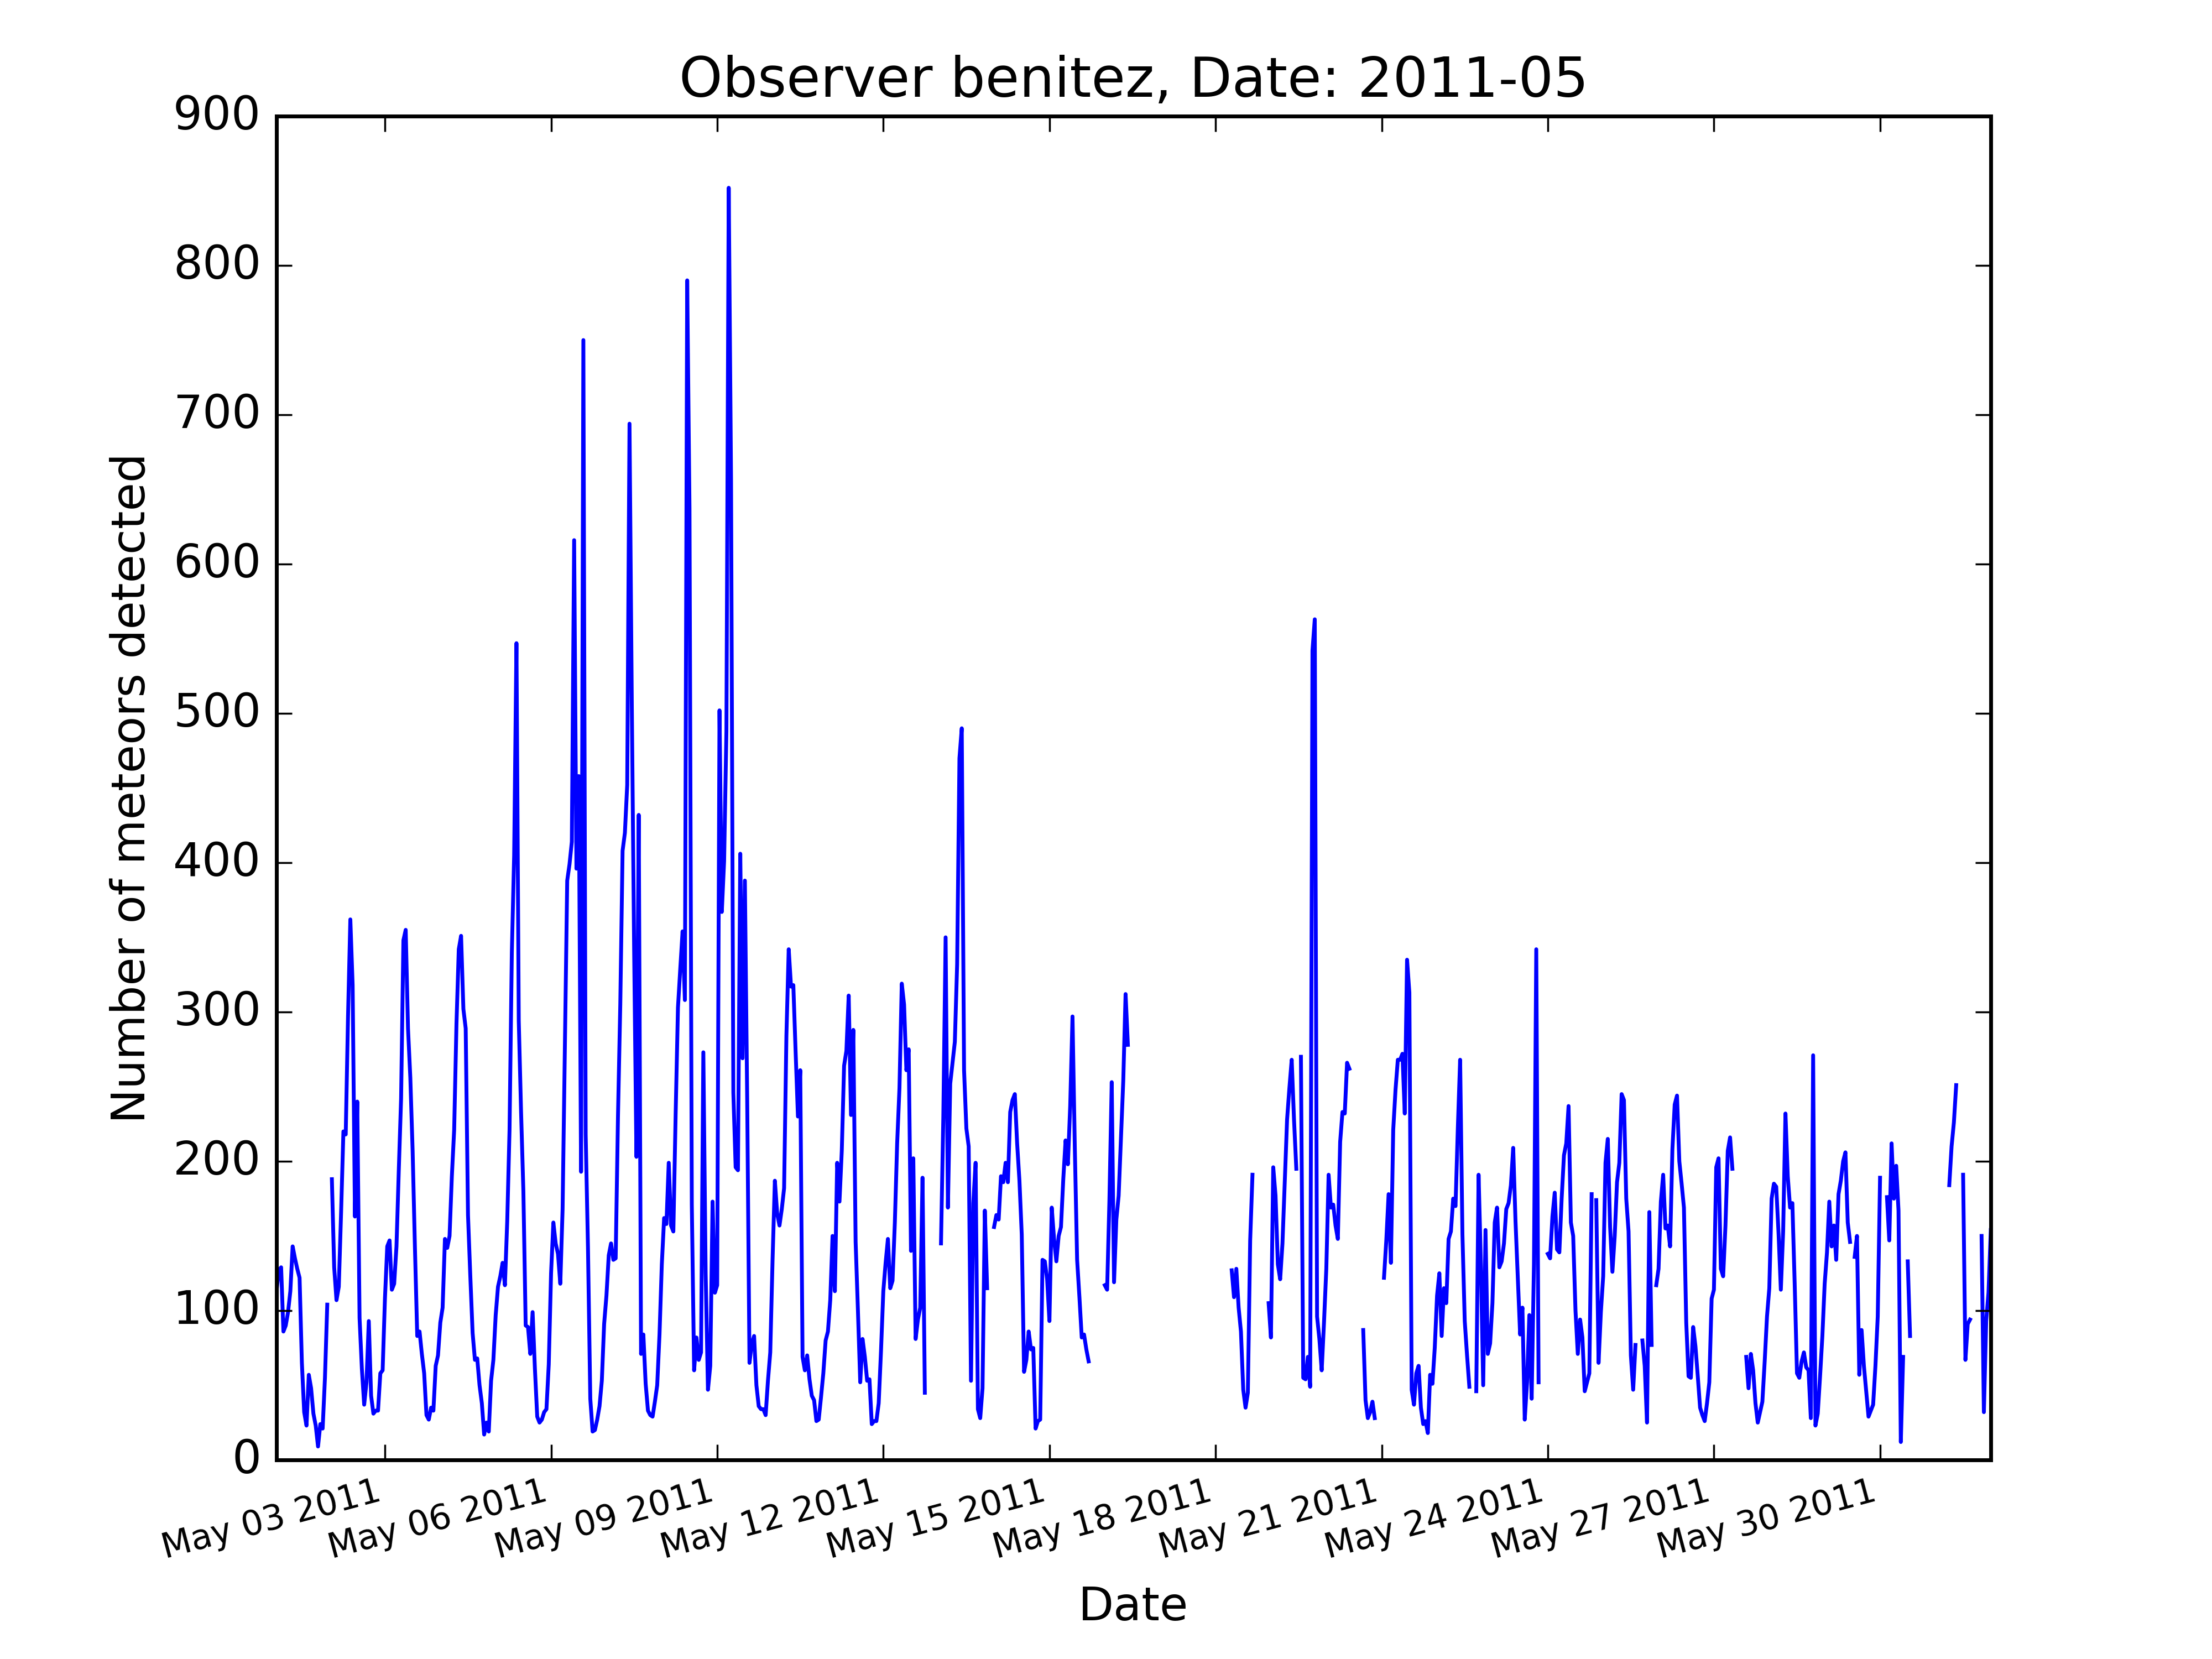 Observer benitez, Date: 2011-05
900
800
700
600
500
400
300
200
100
0
Number of meteors detected
May 03 2011
May 06 2011
May 09 2011
May 12 2011
May 15 2011
May 18 2011
May 21 2011
May 24 2011
May 27 2011
May 30 2011
Date